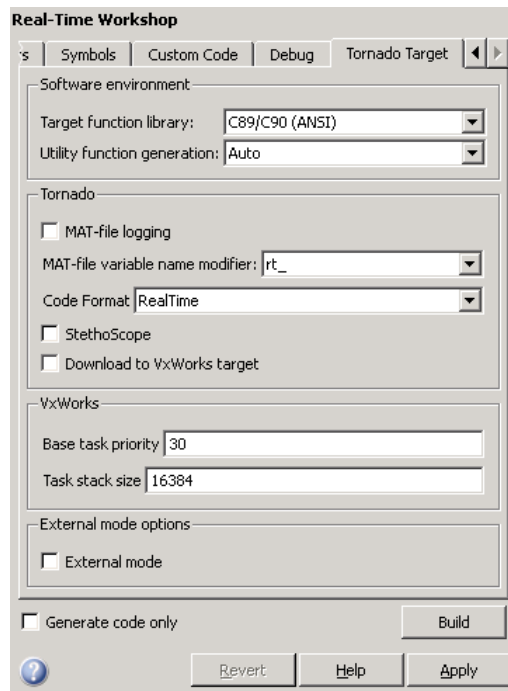 Real-Time Workshop
s Symbols Custom Code Debug Tornado Target
Software environment
Target function library: C89/C90 (ANSI)
Utility function generation: Auto
Tornado
MAT-file logging
MAT-file variable name modifier: rt_
Code Format RealTime
StethoScope
Download to VxWorks target
VxWorks
Base task priority 30
Task stack size 16384
External mode options
External mode
Generate code only Build
? Revert Help Apply